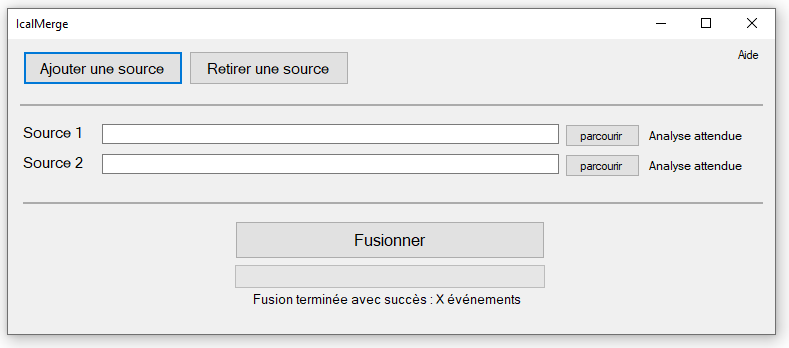 IcalMerge
Aide
Ajouter une source
Retirer une source
Source 1
parcourir
Analyse attendue
Source 2
parcourir
Analyse attendue
Fusionner
Fusion terminée avec succès : X événements